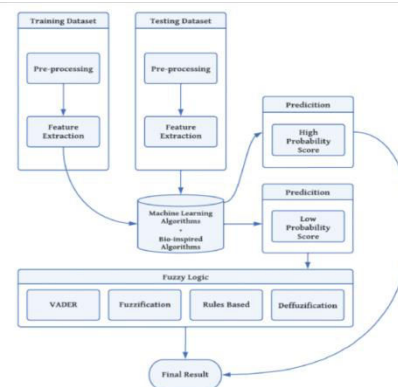 Training Dataset
Testing Dataset
Pre-processing
Pre-processing
Feature
Extraction
Feature
Extraction
Predicition
High
Probability
Score
Machine Learning
Algorithms
+
Bio-inspired
Algorithms
Predicition
Low
Probability
Score
Fuzzy Logic
VADER
Fuzzification
Rules Based
Deffuzification
Final Result